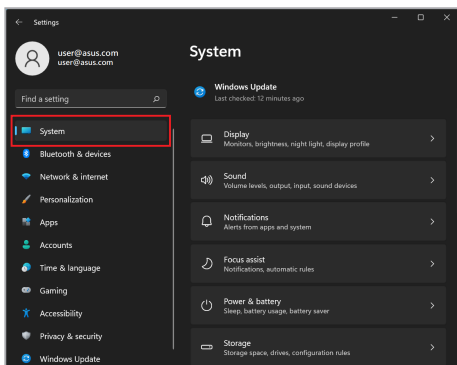 Settings
user@asus.com
user@asus.com
Find a setting
System
Bluetooth & devices
Network & internet
Personalization
Apps
Accounts
Time & language
Gaming
Accessibility
Privacy & security
Windows Update
System
Windows Update
Last checked: 12 minutes ago
Display
Monitors, brightness, night light, display profile
Sound
Volume levels, output, input, sound devices
Notifications
Alerts from apps and system
Focus assist
Notifications, automatic rules
Power & battery
Sleep, battery usage, battery saver
Storage
Storage space, drives, configuration rules